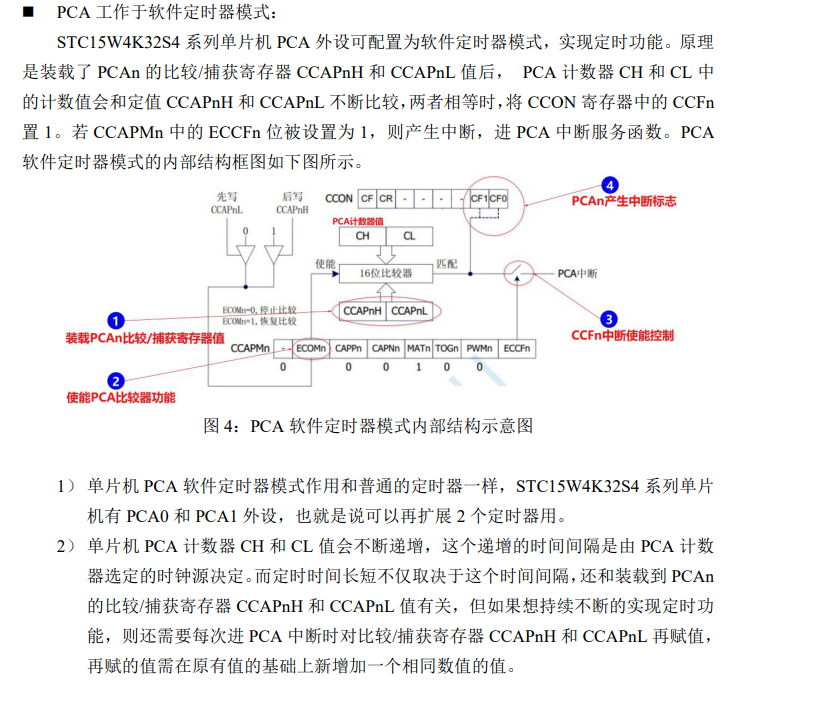 ■ PCA 工作于软件定时器模式：
STC15W4K32S4 系列单片机 PCA 外设可配置为软件定时器模式，实现定时功能。原理
是装载了 PCAn 的比较/捕获寄存器 CCAPnH 和 CCAPnL 值后， PCA 计数器 CH 和 CL 中
的计数值会和定值 CCAPnH 和 CCAPnL 不断比较，两者相等时，将 CCON 寄存器中的 CCFn
置 1。若 CCAPMn 中的 ECCFn 位被设置为 1，则产生中断，进 PCA 中断服务函数。PCA
软件定时器模式的内部结构框图如下图所示。
先写
CCAPnL
后写
CCAPnH
CCON CF CR - - - - CF1 CF0
4
PCAn产生中断标志
0 1
PCA计数器值
CH CL
使能
16位比较器
匹配
PCA中断
ECOMn=0, 停止比较
ECOMn=1, 恢复比较
CCAPnH CCAPnL
1
装载PCAn比较/捕获寄存器值
3
CCFn中断使能控制
CCAPMn - ECOMn CAPPn CAPNn MATn TOGn PWMn ECCFn
0 0 0 1 0 0
2
使能PCA比较器功能
图 4：PCA 软件定时器模式内部结构示意图
1） 单片机 PCA 软件定时器模式作用和普通的定时器一样，STC15W4K32S4 系列单片
机有 PCA0 和 PCA1 外设，也就是说可以再扩展 2 个定时器用。
2） 单片机 PCA 计数器 CH 和 CL 值会不断递增，这个递增的时间间隔是由 PCA 计数
器选定的时钟源决定。而定时时间长短不仅取决于这个时间间隔，还和装载到 PCAn
的比较/捕获寄存器 CCAPnH 和 CCAPnL 值有关，但如果想持续不断的实现定时功
能，则还需要每次进 PCA 中断时对比较/捕获寄存器 CCAPnH 和 CCAPnL 再赋值，
再赋的值需在原有值的基础上新增加一个相同数值的值。